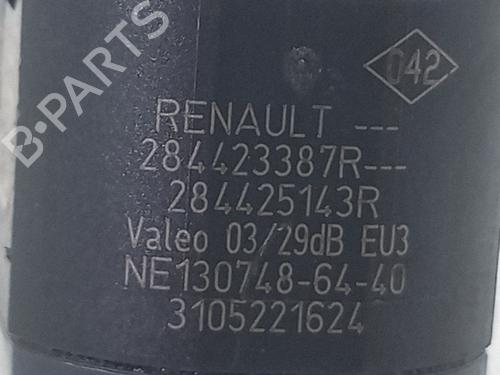 B-PARTS
042
RENAULT ---
284423387R---
284425143R
Valeo 03/29dB EU3
NE130748-64-40
3105221624